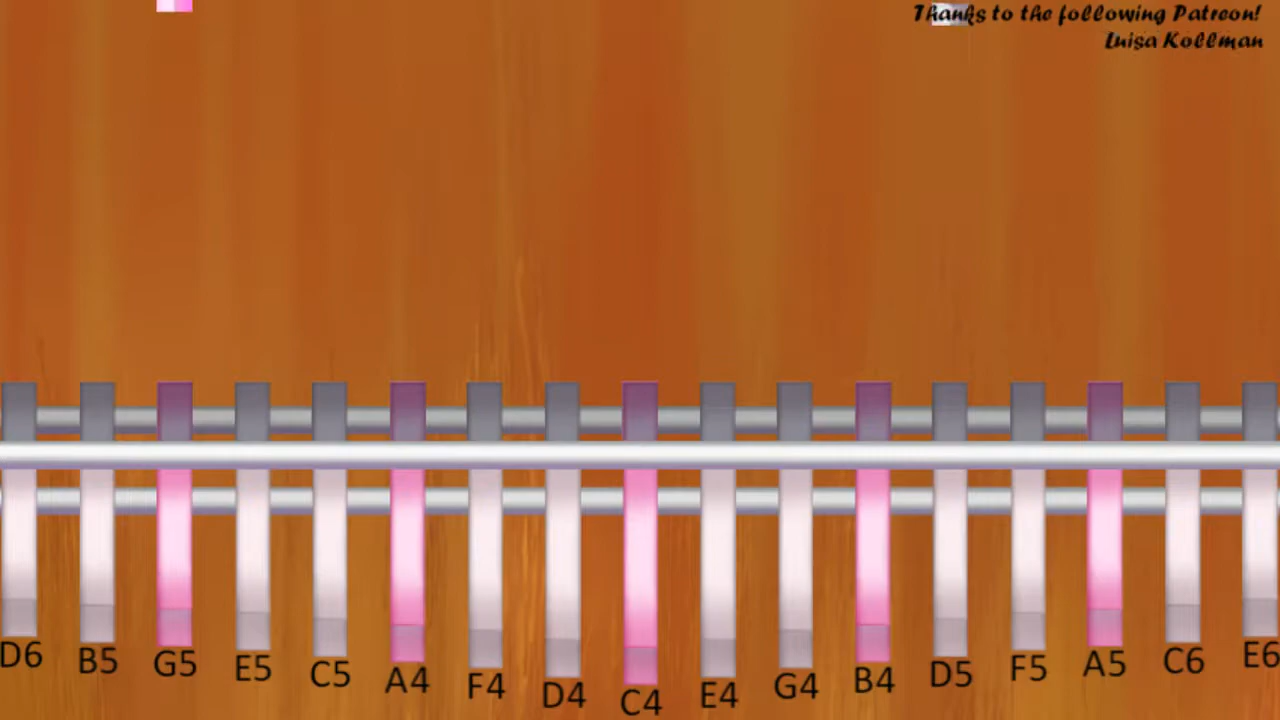 Thanks to the following Patreon!
Luisa Kollman
D6 B5 G5 E5 C5 A4 F4 D4 C4 E4 G4 B4 D5 F5 A5 C6 E6